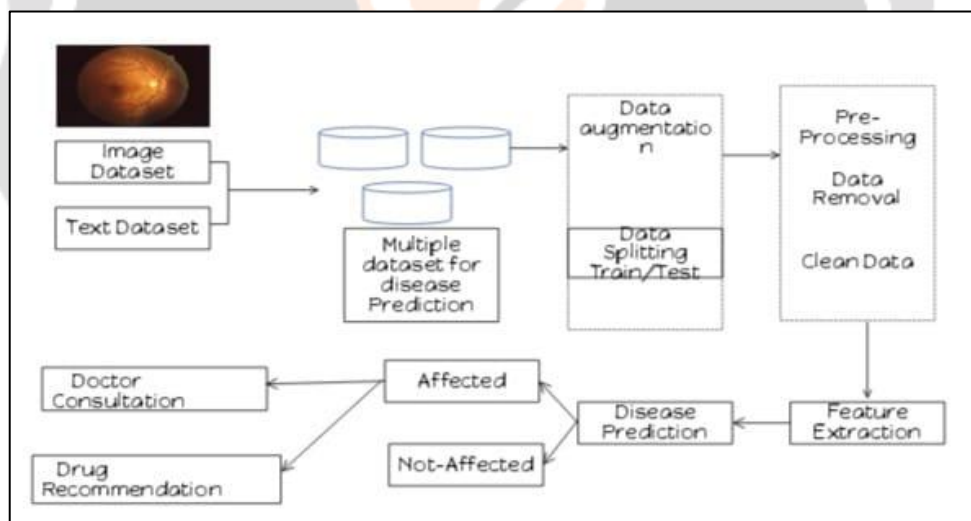 Image
Dataset
Text Dataset
Multiple
dataset for
disease
Prediction
Data
augmentatio
n
Data
Splitting
Train/Test
Pre-
Processing
Data
Removal
Clean Data
Feature
Extraction
Disease
Prediction
Affected
Not-Affected
Doctor
Consultation
Drug
Recommendation